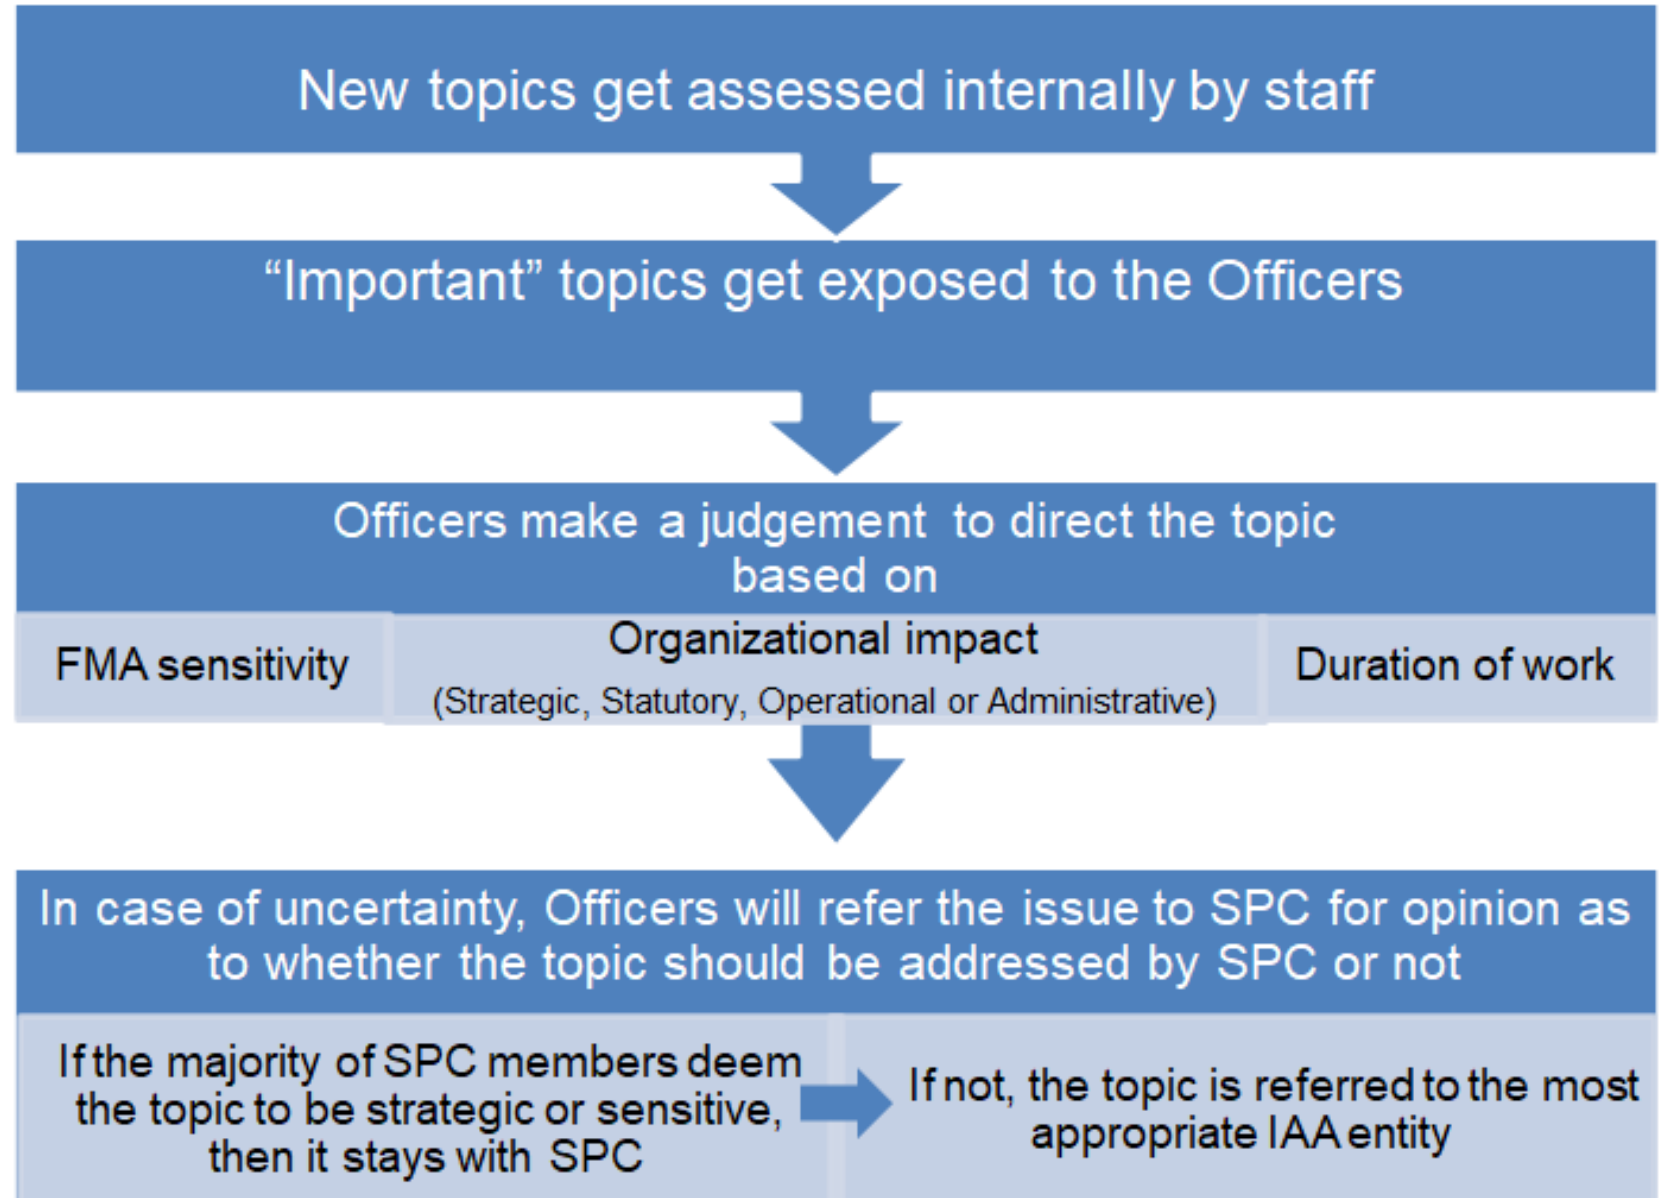 New topics get assessed internally by staff
“Important” topics get exposed to the Officers
Officers make a judgement to direct the topic
based on
FMA sensitivity
Organizational impact
(Strategic, Statutory, Operational or Administrative)
Duration of work
In case of uncertainty, Officers will refer the issue to SPC for opinion as
to whether the topic should be addressed by SPC or not
If the majority of SPC members deem
the topic to be strategic or sensitive,
then it stays with SPC
If not, the topic is referred to the most
appropriate IAA entity